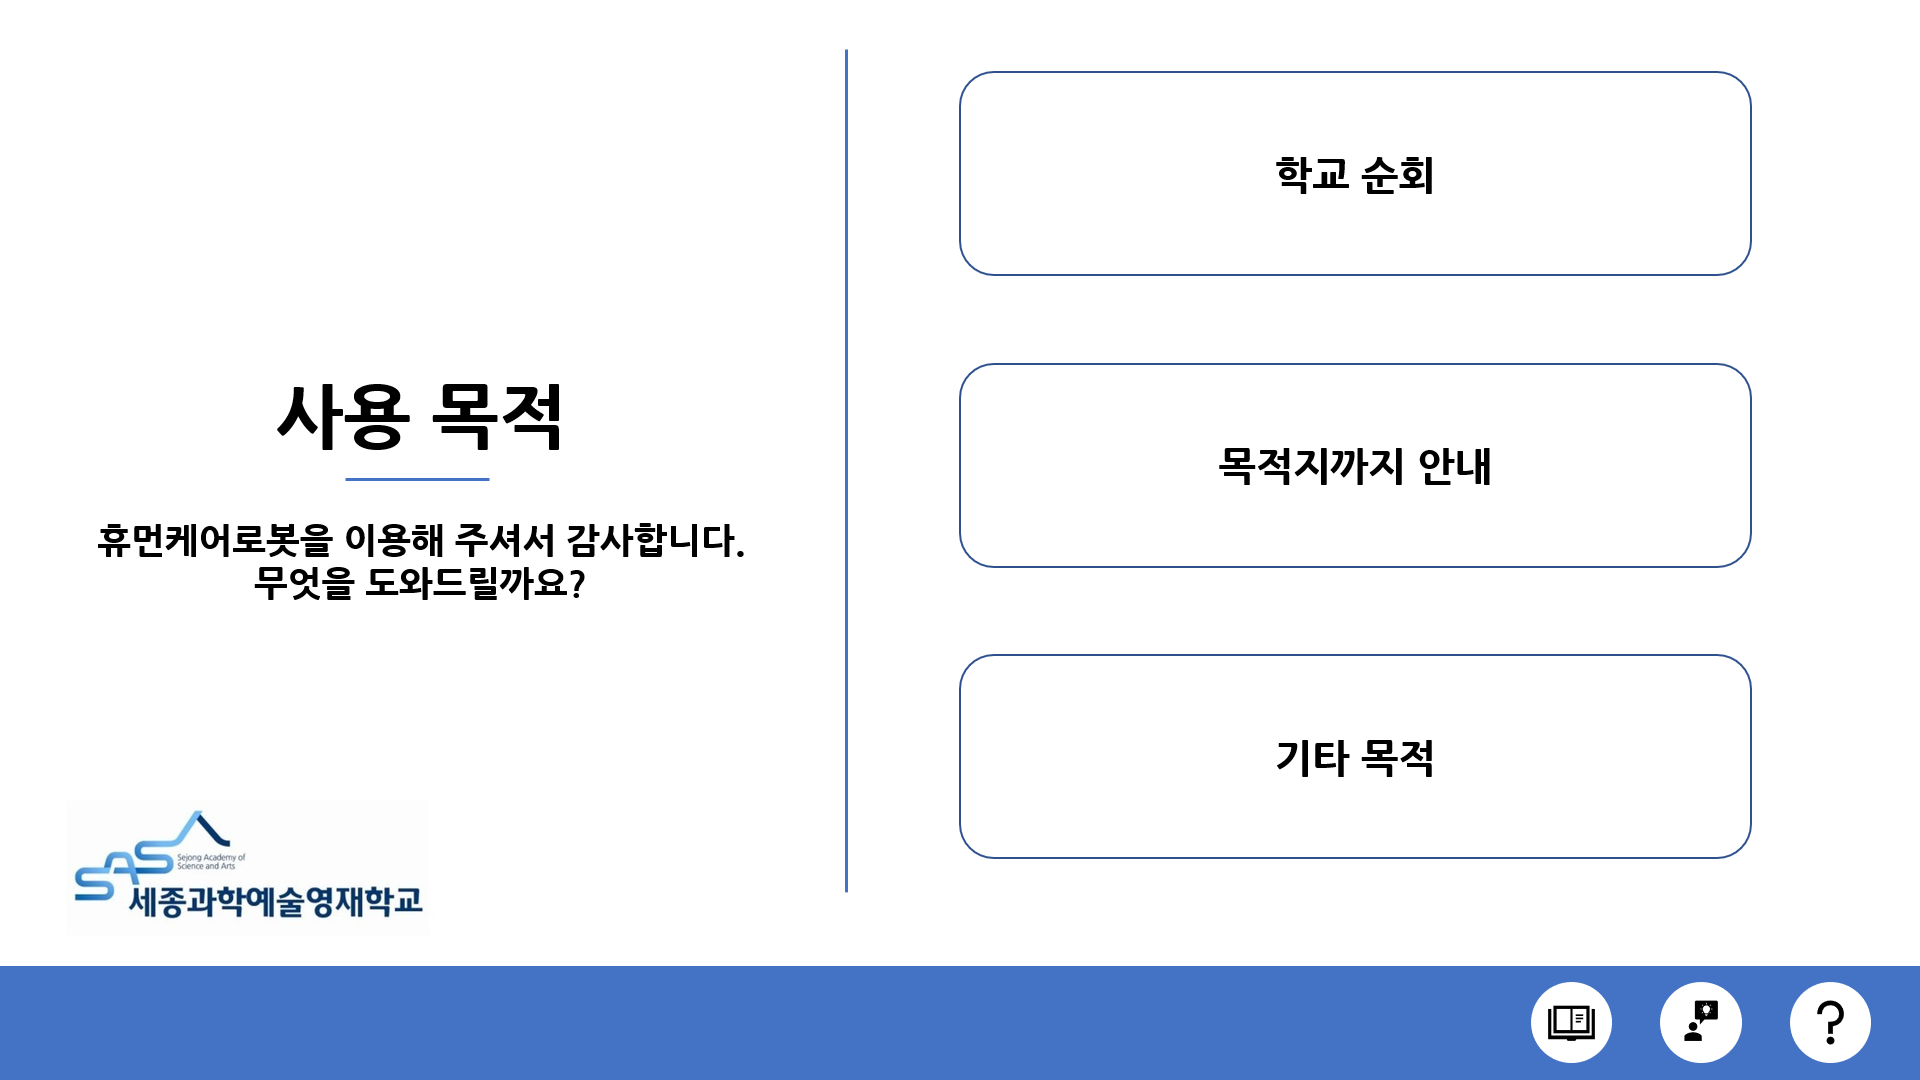 사용 목적
휴먼케어로봇을 이용해 주셔서 감사합니다.
무엇을 도와드릴까요?
학교 순회
목적지까지 안내
기타 목적
SASA
Sejong Academy of
Science and Arts
세종과학예술영재학교
?